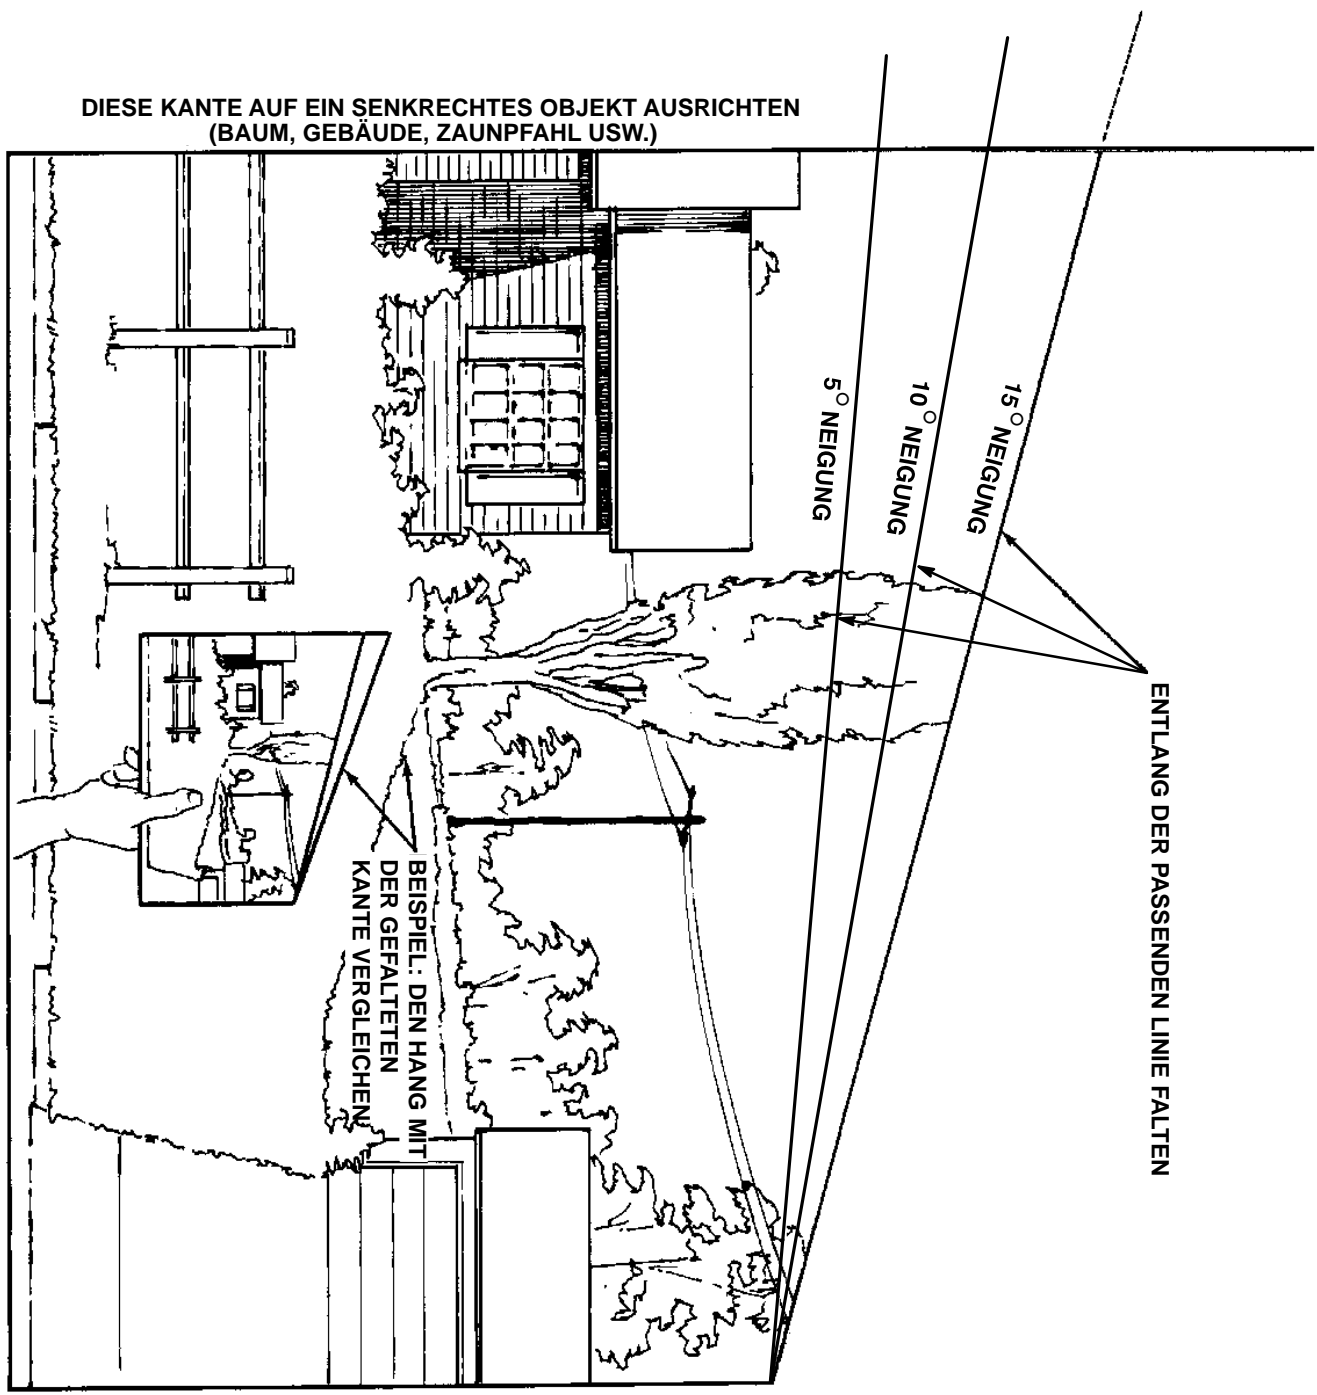 DIESE KANTE AUF EIN SENKRECHTES OBJEKT AUSRICHTEN
(BAUM, GEBÄUDE, ZAUNPFAHL USW.)
15° NEIGUNG
10° NEIGUNG
5° NEIGUNG
ENTLANG DER PASSENDEN LINIE FALTEN
BEISPIEL: DEN HANG MIT
DER GEFALTETEN
KANTE VERGLEICHEN